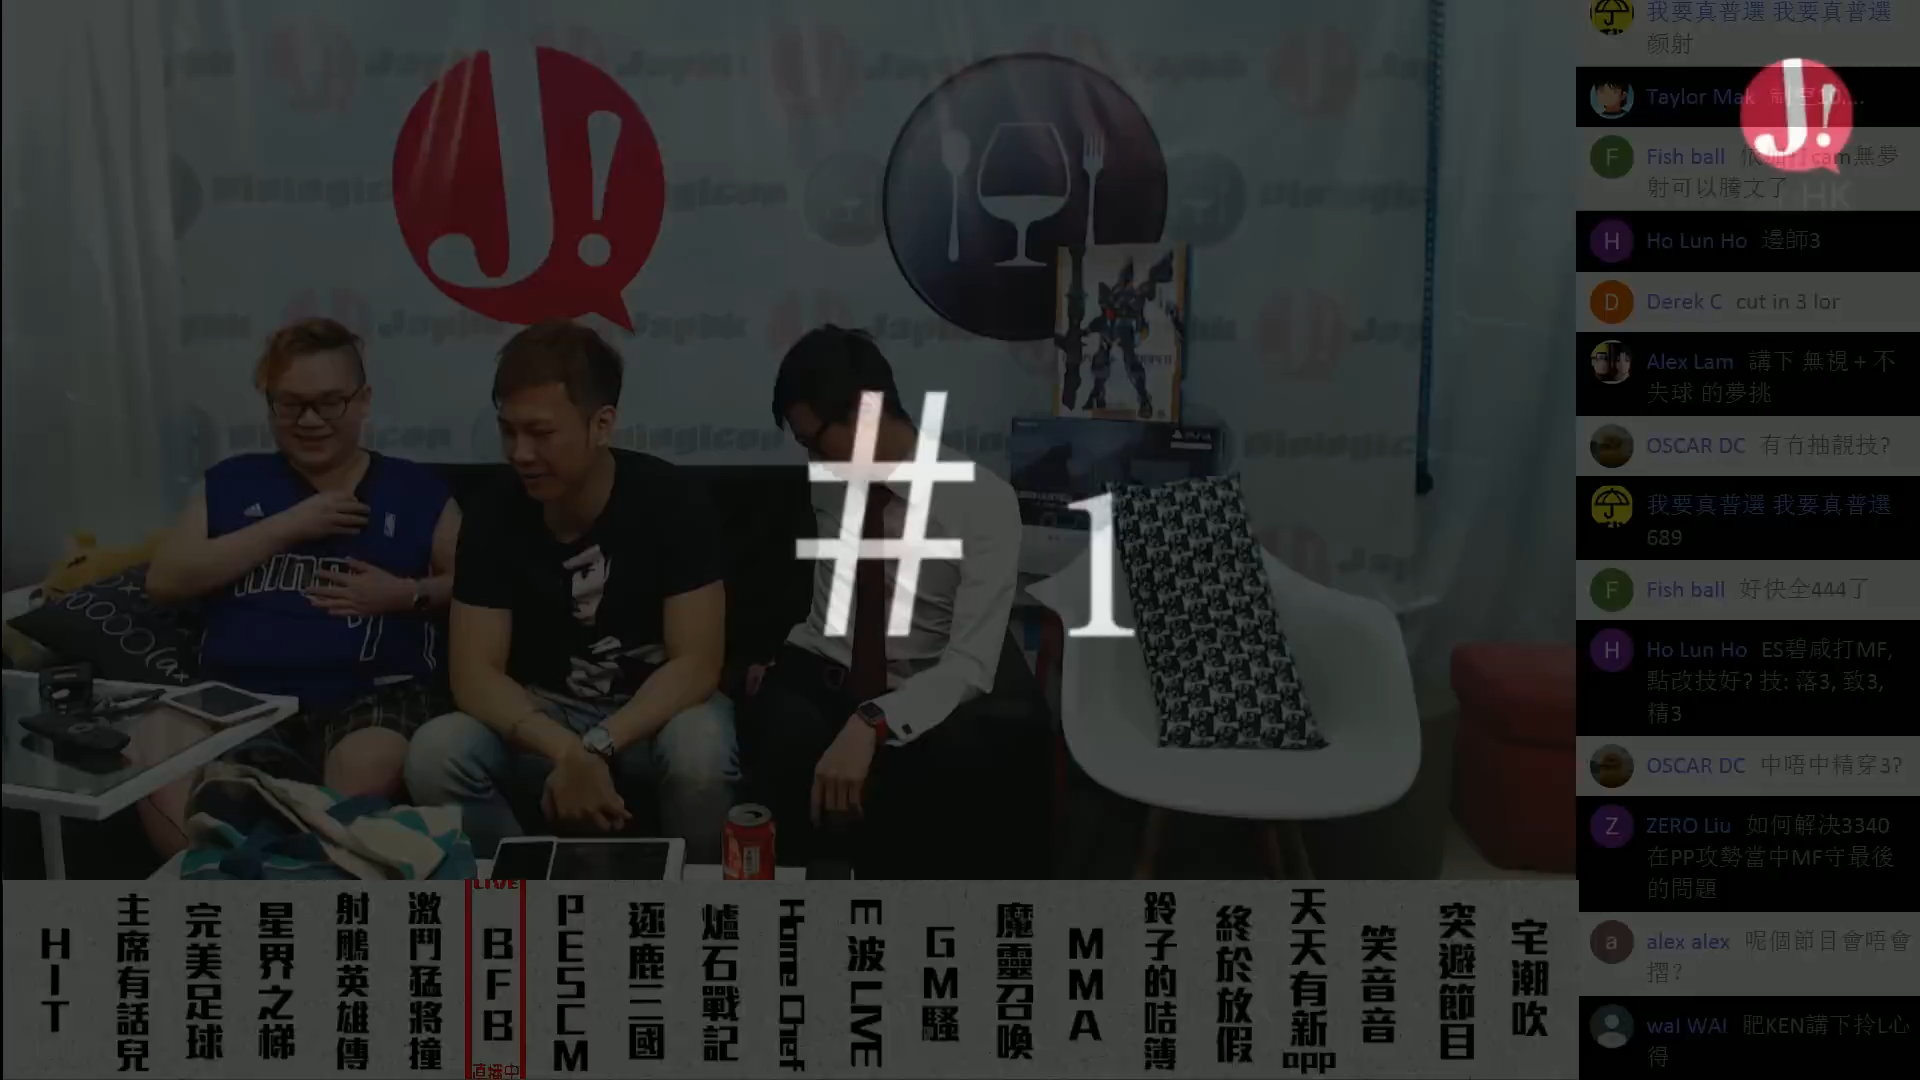 J!
#1
ORLANDO
1
LIVE
HIT
主席有話兒
完美足球
星界之梯
射鵰英雄傳
激鬥猛將撞
BFB
直播中
PESCM
逐鹿三國
爐石戰記
Home Chef
E波LIVE
GM騷
魔靈召喚
MMA
鈴子的咭簿
終於放假
天天有新app
笑音音
突避節目
宅潮吹
我要真普選 我要真普選
颜射
J!
HK
Taylor Mak
F
Fish ball
射可以騰文了
H
Ho Lun Ho 邊師3
D
Derek C cut in 3 lor
Alex Lam 講下 無視 + 不
失球 的夢挑
OSCAR DC 有冇抽靚技?
我要真普選 我要真普選
689
F
Fish ball 好快全444了
H
Ho Lun Ho ES碧咸打MF,
點改技好? 技: 落3, 致3,
精3
OSCAR DC 中唔中精穿3?
Z
ZERO Liu 如何解決3340
在PP攻勢當中MF守最後
的問題
a
alex alex 呢個節目會唔會
摺?
wal WAI 肥KEN講下拎L心
得